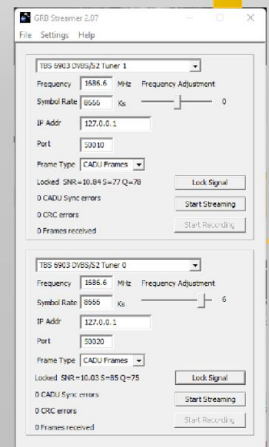 GRB Streamer 2.07
File Settings Help
TBS 6903 DVBS/S2 Tuner 1
Frequency 1686.6 MHz Frequency Adjustment
Symbol Rate 8666 Ks 0
IP Addr 127.0.0.1
Port 50010
Frame Type CADU Frames
Locked SNR=10.84 S=77 Q=78 Lock Signal
0 CADU Sync errors
Start Streaming
0 CRC errors
Start Recording
0 Frames received
TBS 6903 DVBS/S2 Tuner 0
Frequency 1686.6 MHz Frequency Adjustment
Symbol Rate 8666 Ks 6
IP Addr 127.0.0.1
Port 50020
Frame Type CADU Frames
Locked SNR=10.03 S=85 Q=75 Lock Signal
0 CADU Sync errors
Start Streaming
0 CRC errors
Start Recording
0 Frames received